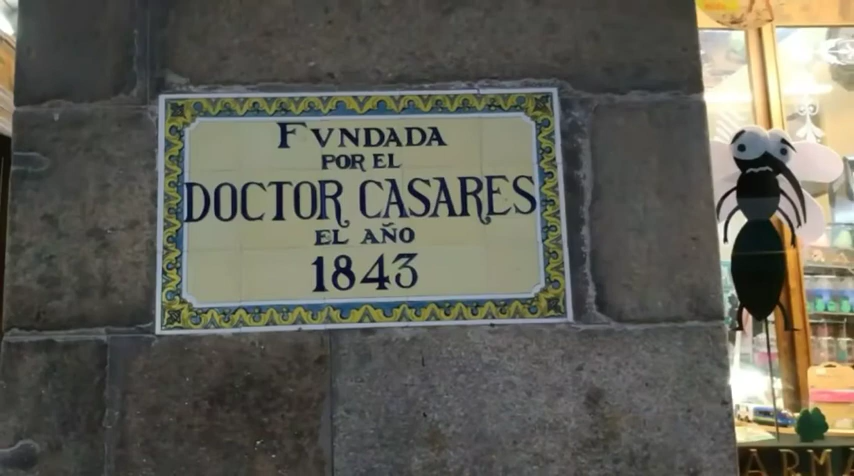 FVNDADA
POR EL
DOCTOR CASARES
EL AÑO
1843